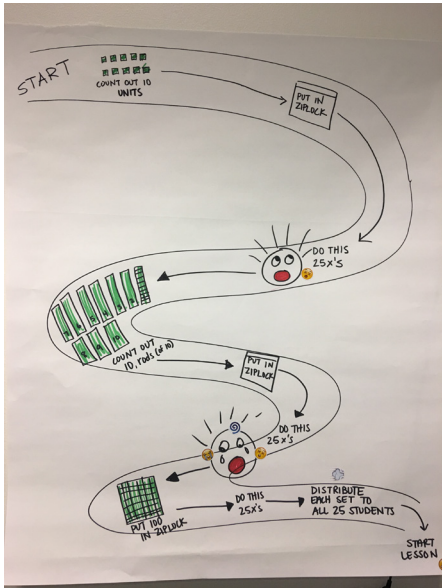 START
COUNT OUT 10
UNITS
PUT IN
ZIPLOCK
DO THIS
25x'S
COUNT OUT
10, rods (of 10)
PUT IN
ZIPLOCK
DO THIS
25x'S
PUT 100
IN ZIPLOCK
DO THIS
25x'S
DISTRIBUTE
EACH SET TO
ALL 25 STUDENTS
START
LESSON